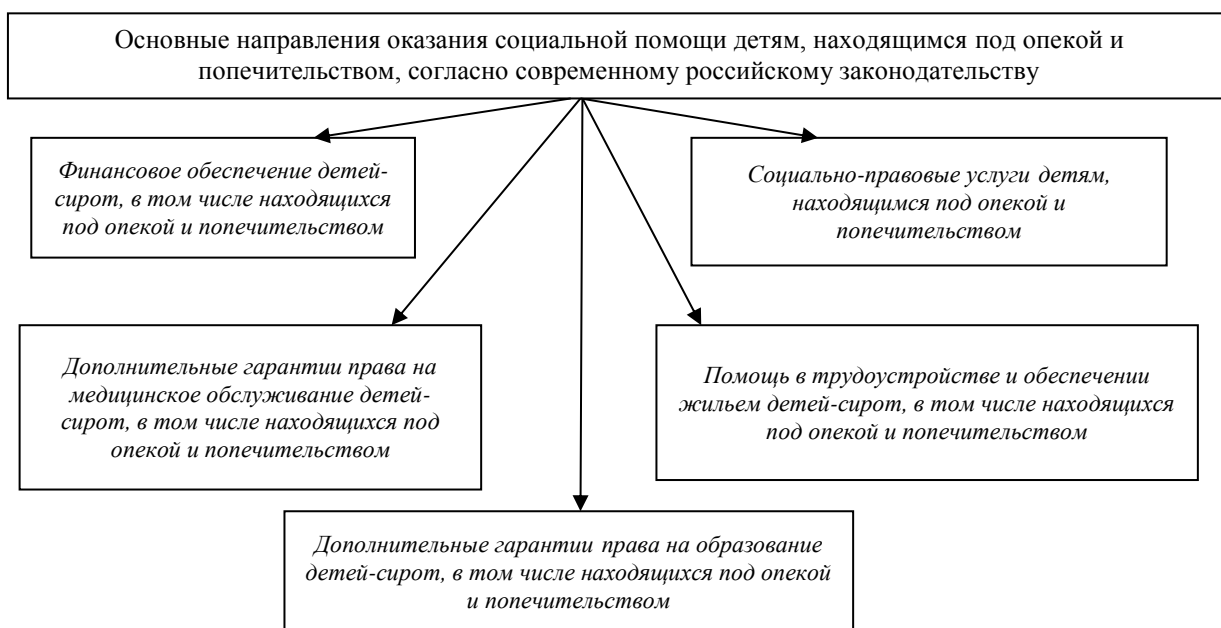 Основные направления оказания социальной помощи детям, находящимся под опекой и
попечительством, согласно современному российскому законодательству
Финансовое обеспечение детей-
сирот, в том числе находящихся
под опекой и попечительством
Социально-правовые услуги детям,
находящимся под опекой и
попечительством
Дополнительные гарантии права на
медицинское обслуживание детей-
сирот, в том числе находящихся под
опекой и попечительством
Помощь в трудоустройстве и обеспечении
жильем детей-сирот, в том числе находящихся
под опекой и попечительством
Дополнительные гарантии права на образование
детей-сирот, в том числе находящихся под опекой
и попечительством